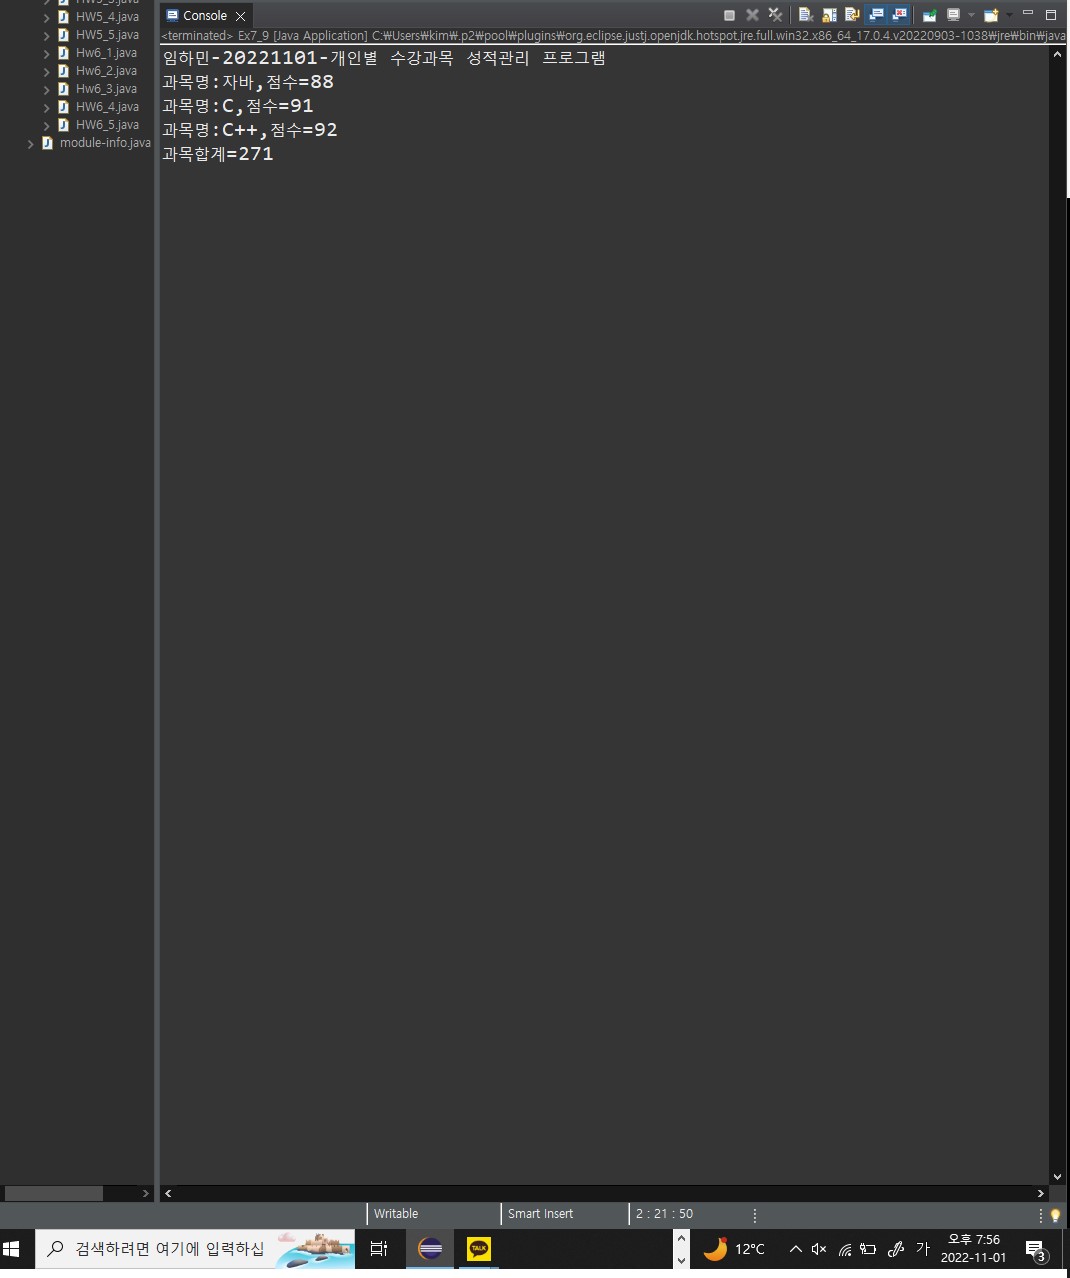 HW5_3.java
HW5_4.java
HW5_5.java
Hw6_1.java
Hw6_2.java
Hw6_3.java
HW6_4.java
HW6_5.java
module-info.java
Console
<terminated> Ex7_9 [Java Application] C:₩Users₩kim₩.p2₩pool₩plugins₩org.eclipse.justj.openjdk.hotspot.jre.full.win32.x86_64_17.0.4.v20220903-1038₩jre₩bin₩java
임하민-20221101-개인별 수강과목 성적관리 프로그램
과목명:자바,점수=88
과목명:C,점수=91
과목명:C++,점수=92
과목합계=271
Writable
Smart Insert
2 : 21 : 50
검색하려면 여기에 입력하십
TALK
12°C
가
오후 7:56
2022-11-01
3